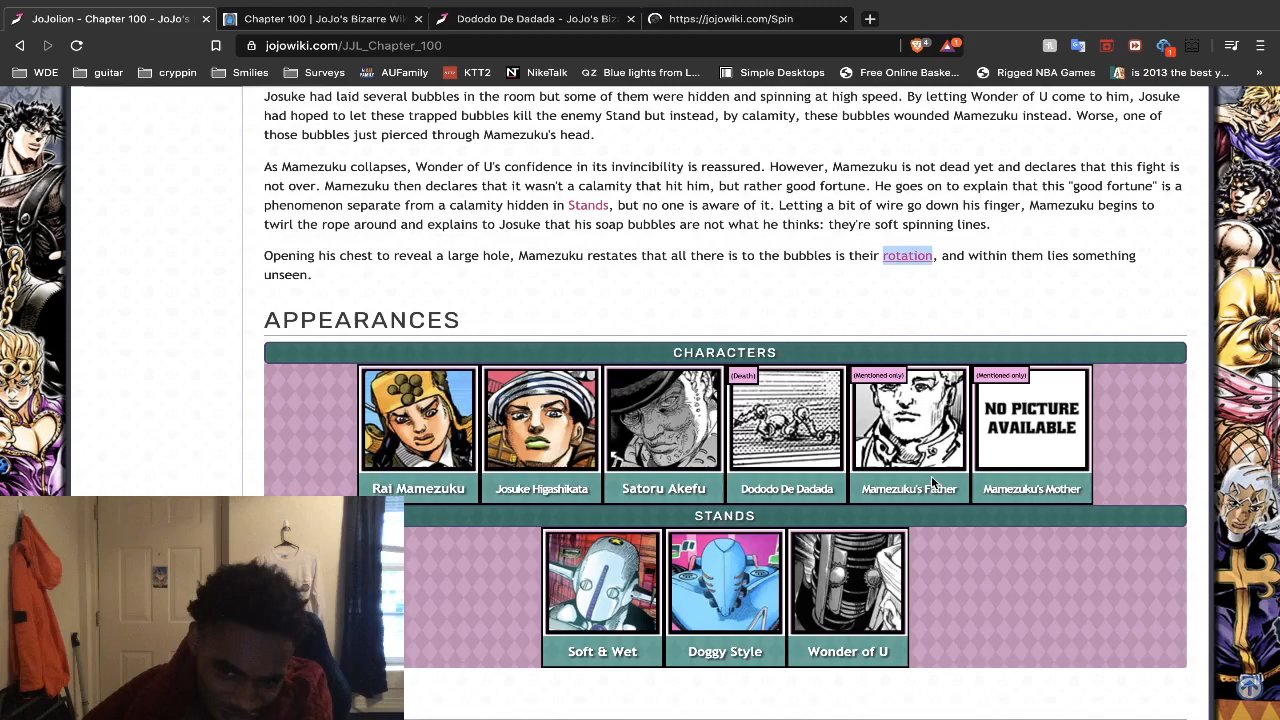 JoJolion - Chapter 100 - JoJo's
Chapter 100 | JoJo's Bizarre Wi
Dododo De Dadada - JoJo's Biz
https://jojowiki.com/Spin
jojowiki.com/JJL_Chapter_100
4
1
1
WDE
guitar
cryppin
Smilies
Surveys
AUFamily
KTT2
NikeTalk
GZ Blue lights from L...
Simple Desktops
Free Online Baske...
Rigged NBA Games
is 2013 the best y...
»
Josuke had laid several bubbles in the room but some of them were hidden and spinning at high speed. By letting Wonder of U come to him, Josuke
had hoped to let these trapped bubbles kill the enemy Stand but instead, by calamity, these bubbles wounded Mamezuku instead. Worse, one of
those bubbles just pierced through Mamezuku's head.
As Mamezuku collapses, Wonder of U's confidence in its invincibility is reassured. However, Mamezuku is not dead yet and declares that this fight is
not over. Mamezuku then declares that it wasn't a calamity that hit him, but rather good fortune. He goes on to explain that this "good fortune" is a
phenomenon separate from a calamity hidden in Stands, but no one is aware of it. Letting a bit of wire go down his finger, Mamezuku begins to
twirl the rope around and explains to Josuke that his soap bubbles are not what he thinks: they're soft spinning lines.
Opening his chest to reveal a large hole, Mamezuku restates that all there is to the bubbles is their rotation, and within them lies something
unseen.
APPEARANCES
CHARACTERS
(Death)
(Mentioned only)
(Mentioned only)
NO PICTURE
AVAILABLE
Rai Mamezuku
Josuke Higashikata
Satoru Akefu
Dododo De Dadada
Mamezuku's Father
Mamezuku's Mother
STANDS
Soft & Wet
Doggy Style
Wonder of U